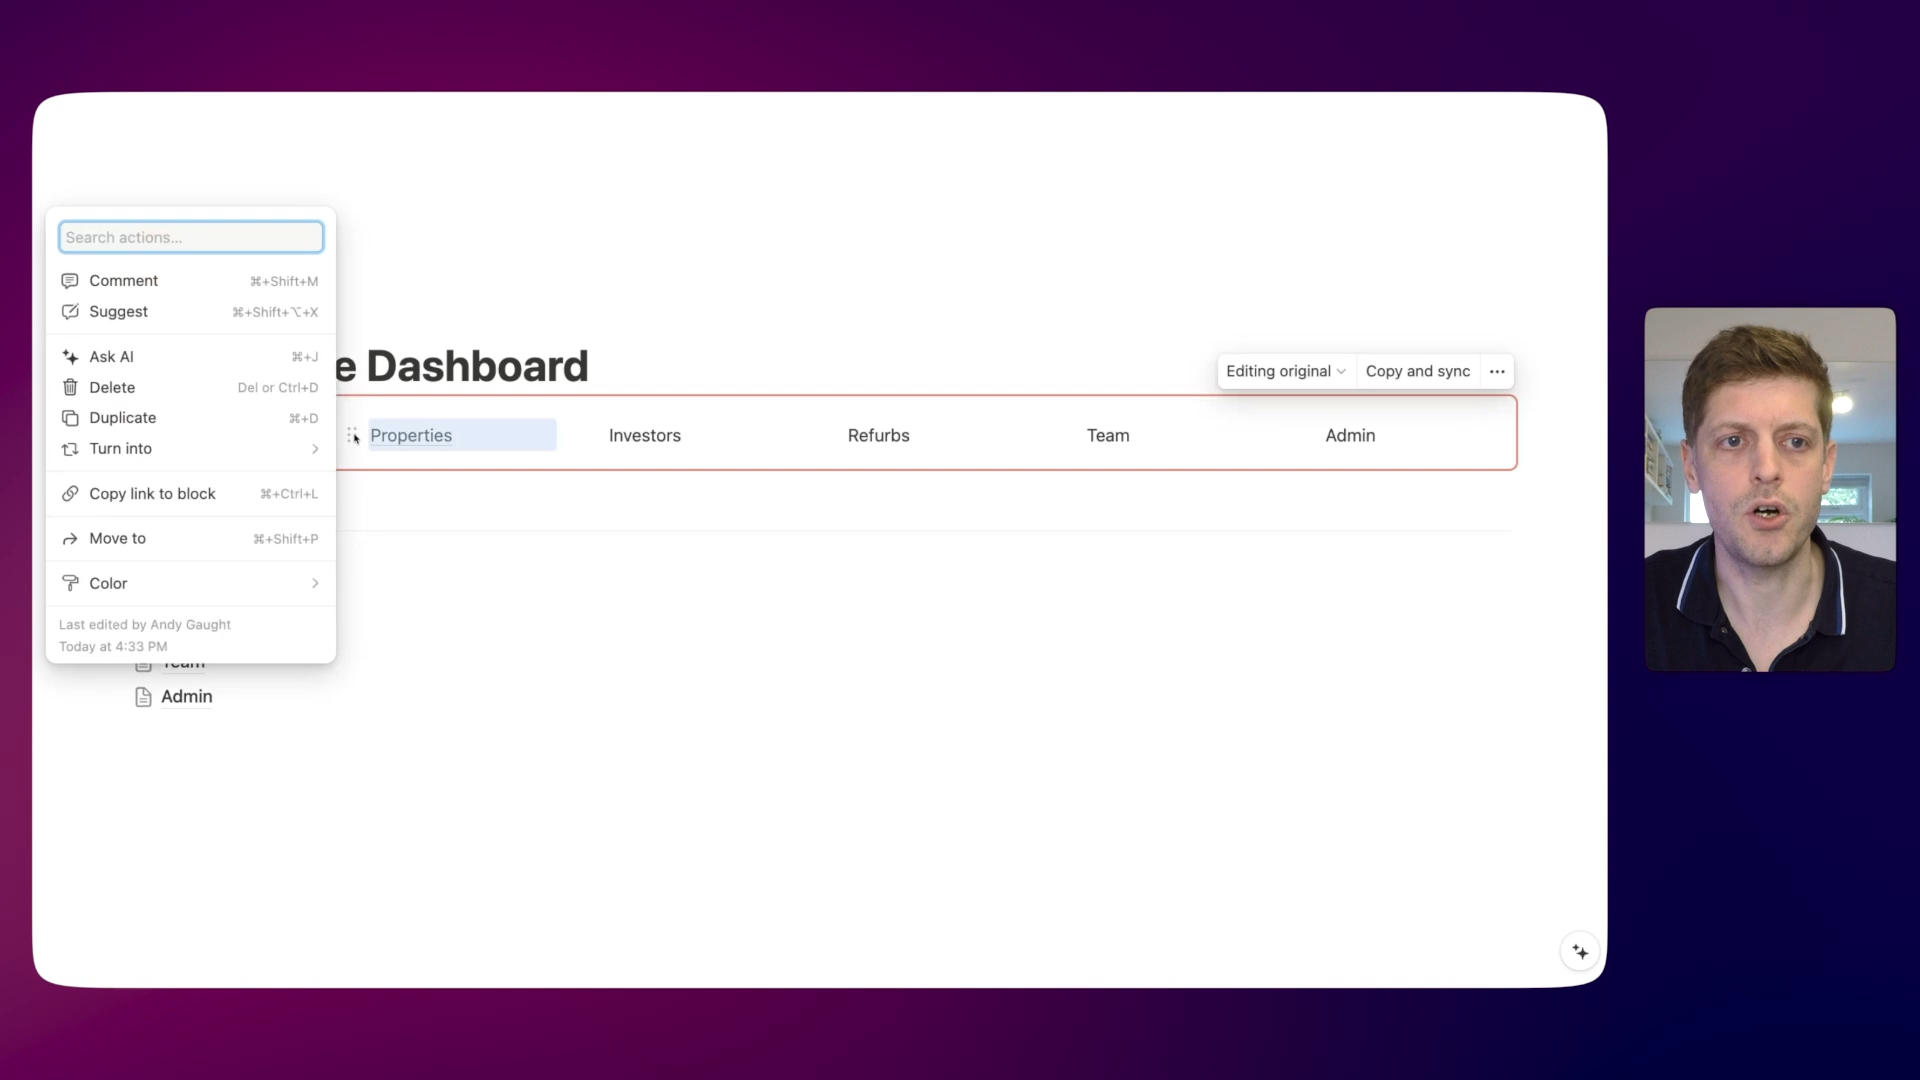 Search actions...
Comment ⌘+Shift+M
Suggest ⌘+Shift+⌥+X
Ask AI ⌘+J
Delete Del or Ctrl+D
Duplicate ⌘+D
Turn into
Copy link to block ⌘+Ctrl+L
Move to ⌘+Shift+P
Color
Last edited by Andy Gaught
Today at 4:33 PM
e Dashboard
Editing original Copy and sync
Properties Investors Refurbs Team Admin
Team
Admin